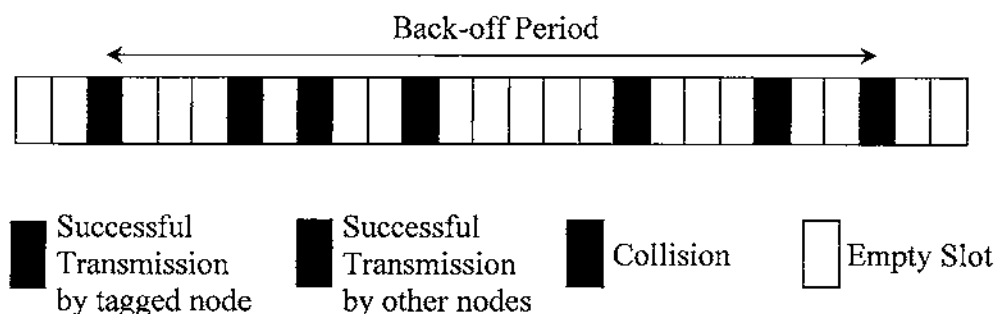 Back-off Period
Successful
Transmission
by tagged node
Successful
Transmission
by other nodes
Collision
Empty Slot